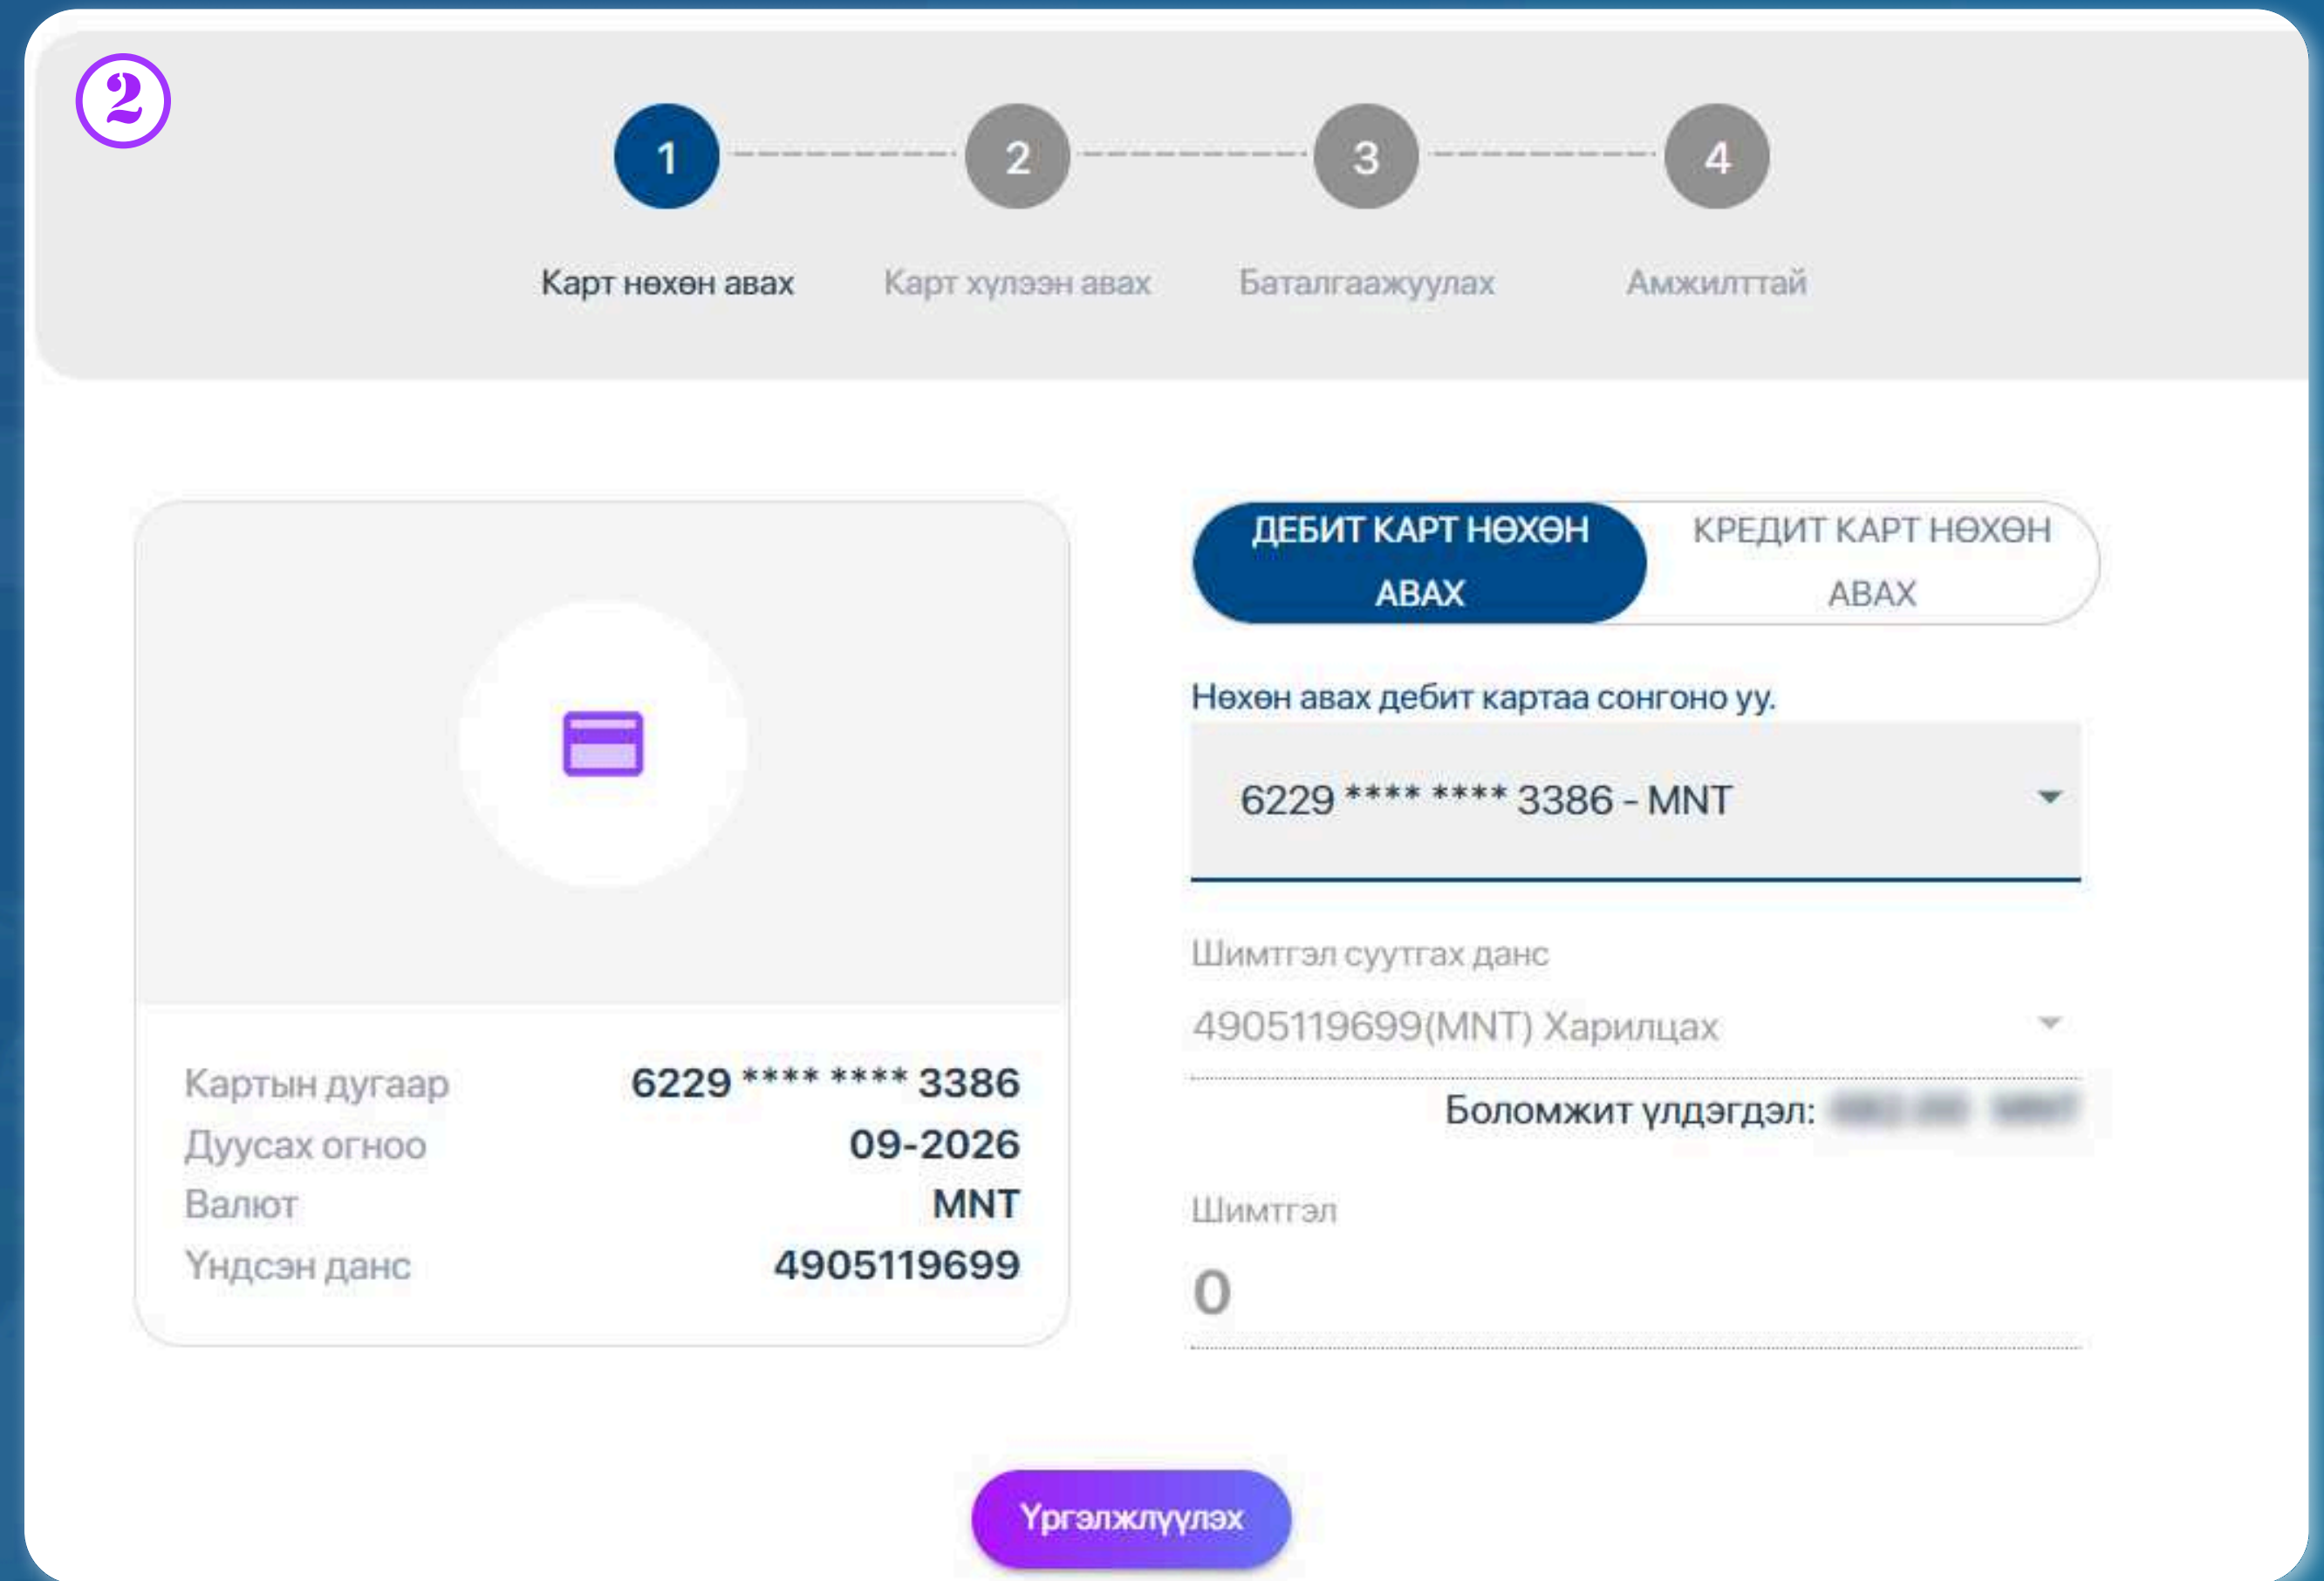 2
1
2
3
4
Карт нөхөн авах
Карт хүлээн авах
Баталгаажуулах
Амжилттай
ДЕБИТ КАРТ НӨХӨН
АВАХ
КРЕДИТ КАРТ НӨХӨН
АВАХ
Нөхөн авах дебит картаа сонгоно уу.
6229 **** **** 3386 - MNT
Шимтгэл суутгах данс
4905119699(MNT) Харилцах
Боломжит үлдэгдэл:
Шимтгэл
0
Картын дугаар 6229 **** **** 3386
Дуусах огноо 09-2026
Валют MNT
Үндсэн данс 4905119699
Үргэлжлүүлэх